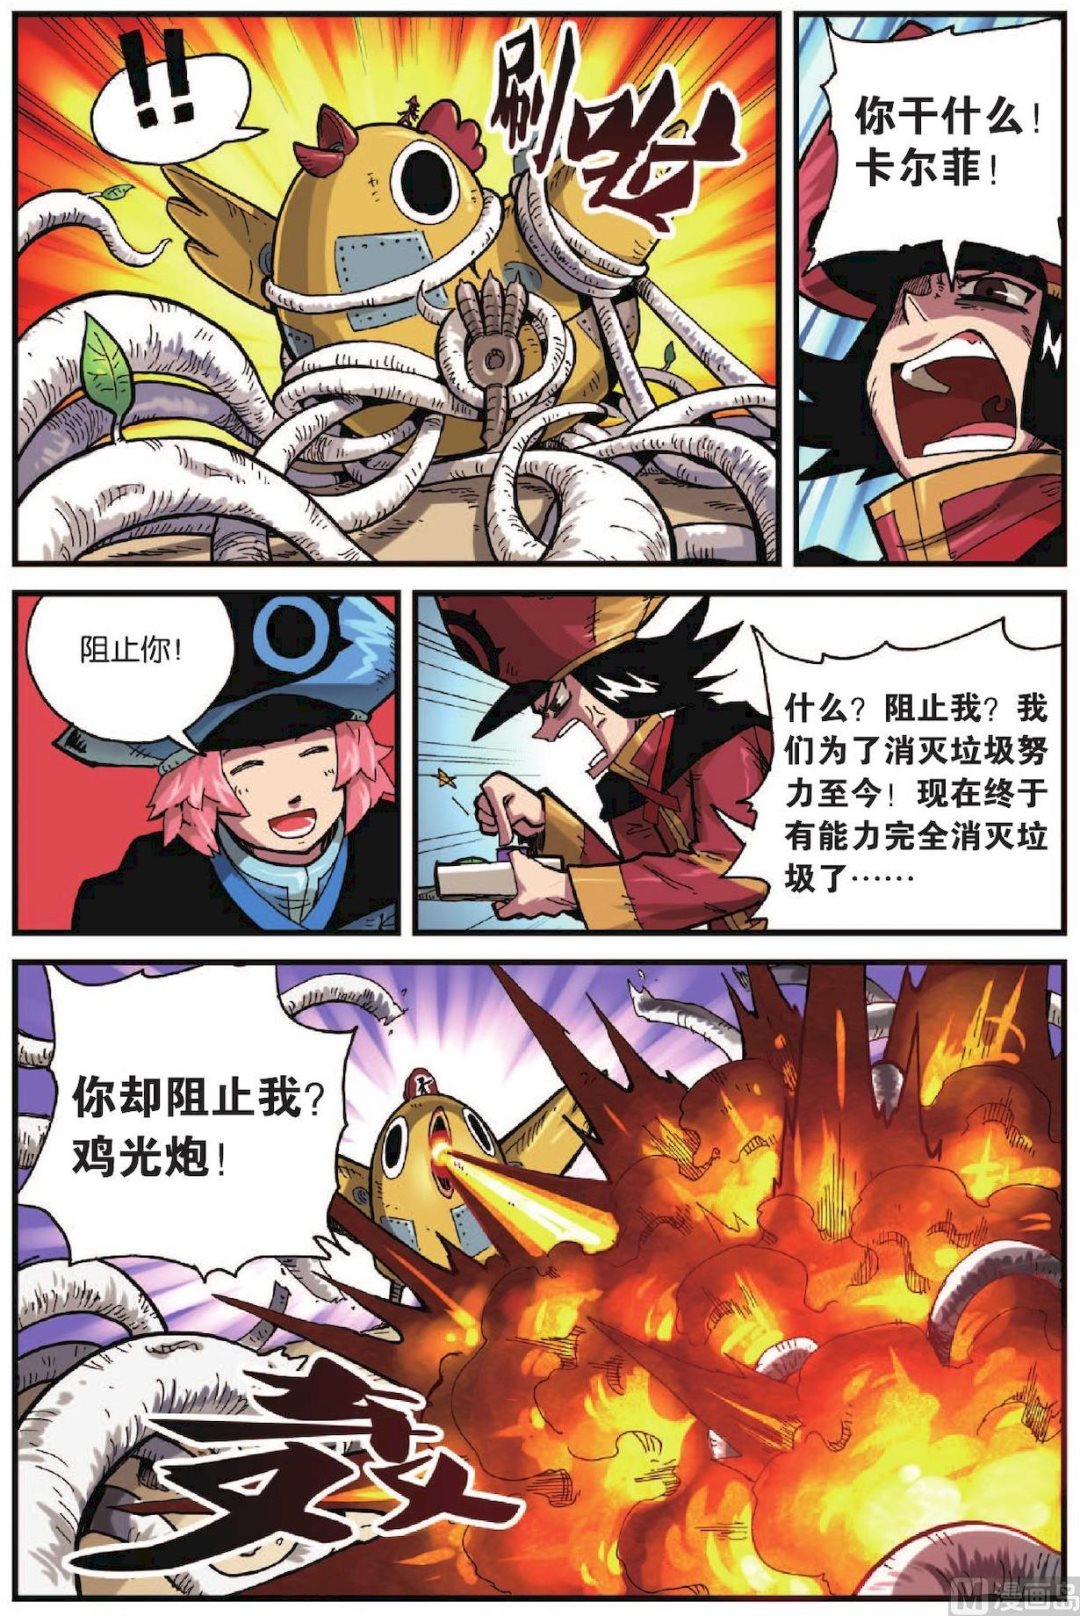 !!
刷
你干什么！
卡尔菲！
阻止你！
什么？阻止我？我
们为了消灭垃圾努
力至今！现在终于
有能力完全消灭垃
圾了……
你却阻止我？
鸡光炮！
轰
漫画岛